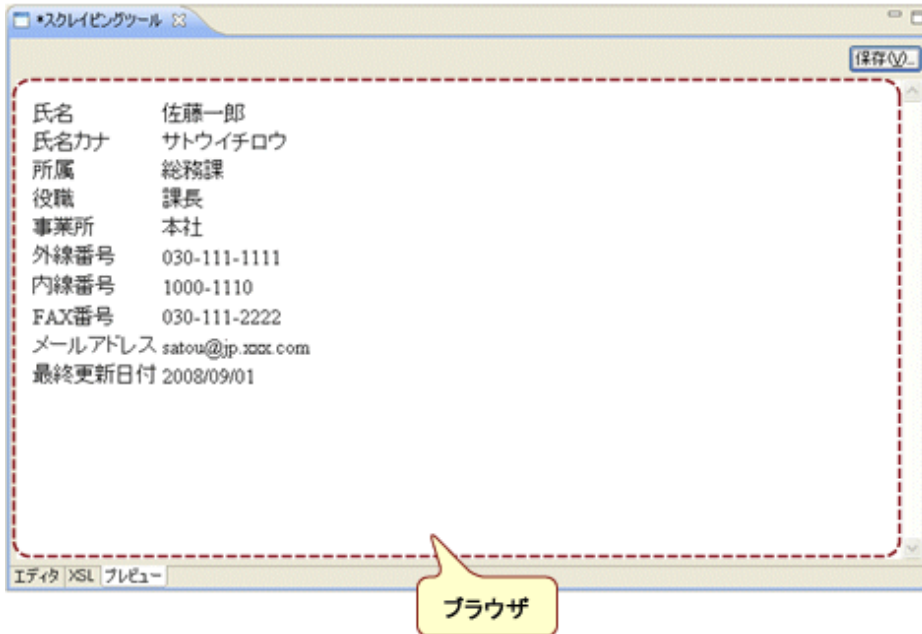 *スクレイピングツール
保存(V)...
氏名 佐藤一郎
氏名カナ サトウイチロウ
所属 総務課
役職 課長
事業所 本社
外線番号 030-111-1111
内線番号 1000-1110
FAX番号 030-111-2222
メールアドレス satou@jp.xxx.com
最終更新日付 2008/09/01
エディタ XSL プレビュー
ブラウザ